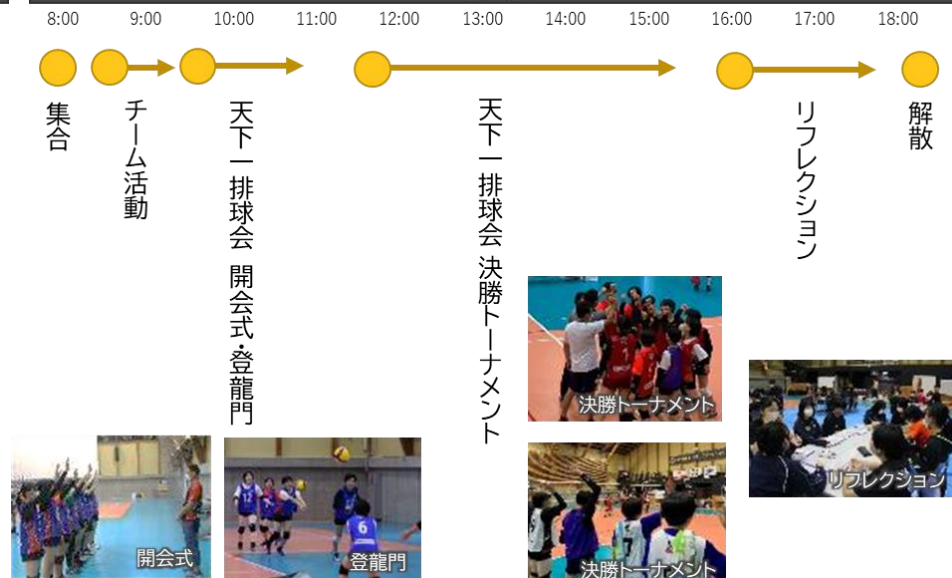 8:00 9:00 10:00 11:00 12:00 13:00 14:00 15:00 16:00 17:00 18:00
集合
チーム活動
天下一排球会 開会式・登龍門
天下一排球会 決勝トーナメント
リフレクション
解散
決勝トーナメント
リフレクション
開会式
登龍門
決勝トーナメント